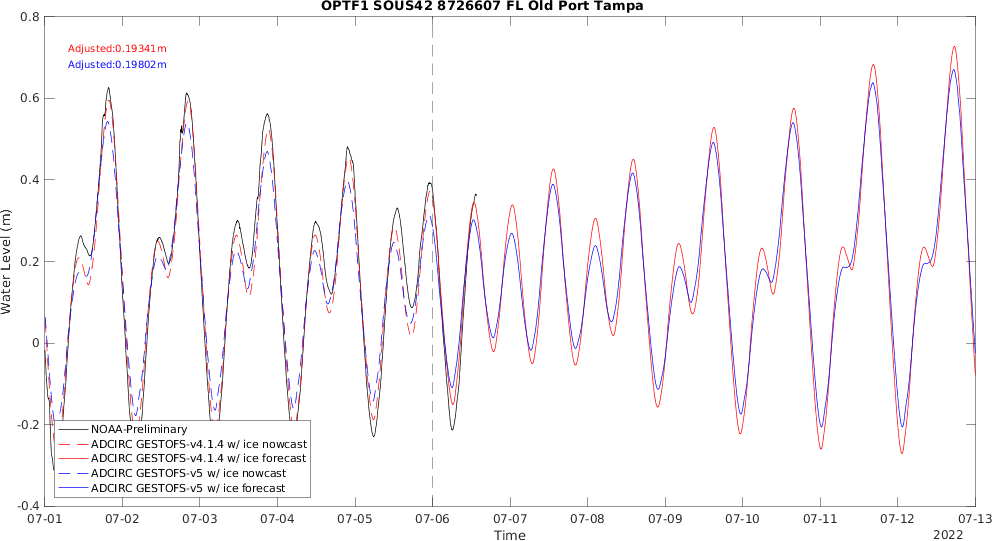 OPTF1 SOUS42 8726607 FL Old Port Tampa
Adjusted:0.19341m
Adjusted:0.19802m
0.8
0.6
0.4
0.2
0
-0.2
-0.4
Water Level (m)
NOAA-Preliminary
ADCIRC GESTOFS-v4.1.4 w/ ice nowcast
ADCIRC GESTOFS-v4.1.4 w/ ice forecast
ADCIRC GESTOFS-v5 w/ ice nowcast
ADCIRC GESTOFS-v5 w/ ice forecast
07-01 07-02 07-03 07-04 07-05 07-06 07-07 07-08 07-09 07-10 07-11 07-12 07-13
Time
2022